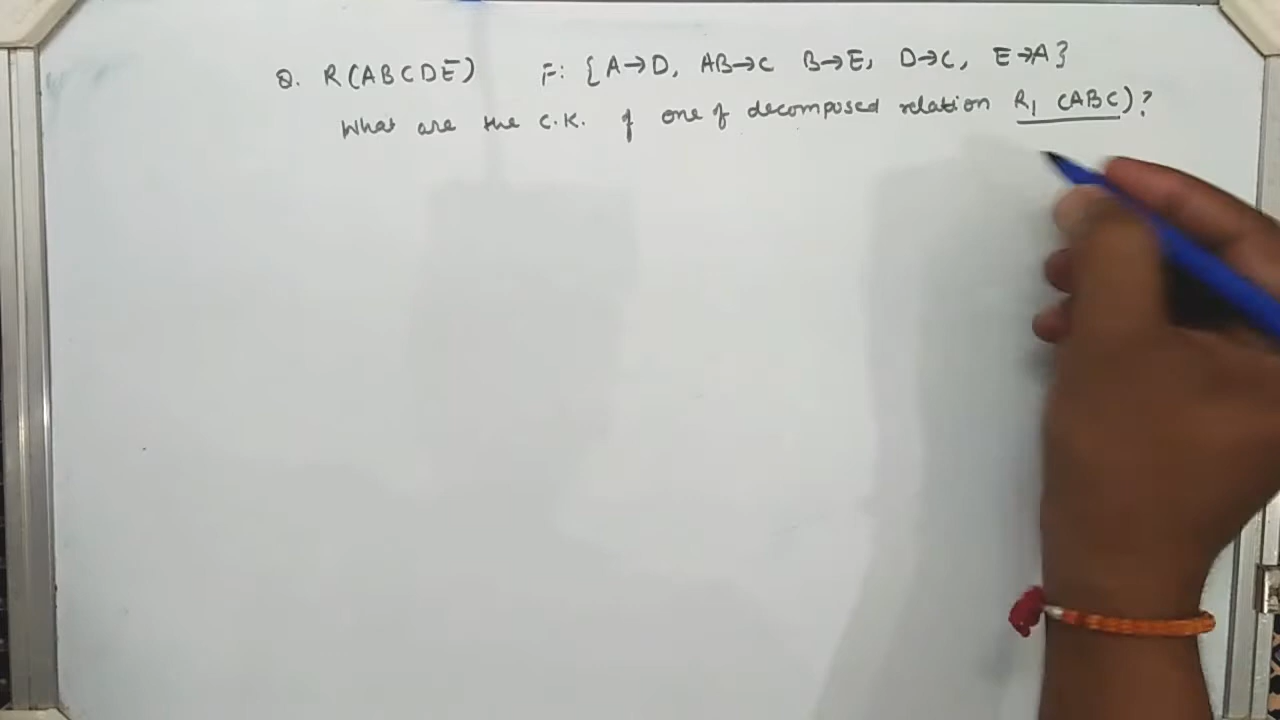 Q. R(ABCDE) F: {A→D, AB→C B→E, D→C, E→A}
What are the C.K. of one of decomposed relation R1 (ABC)?